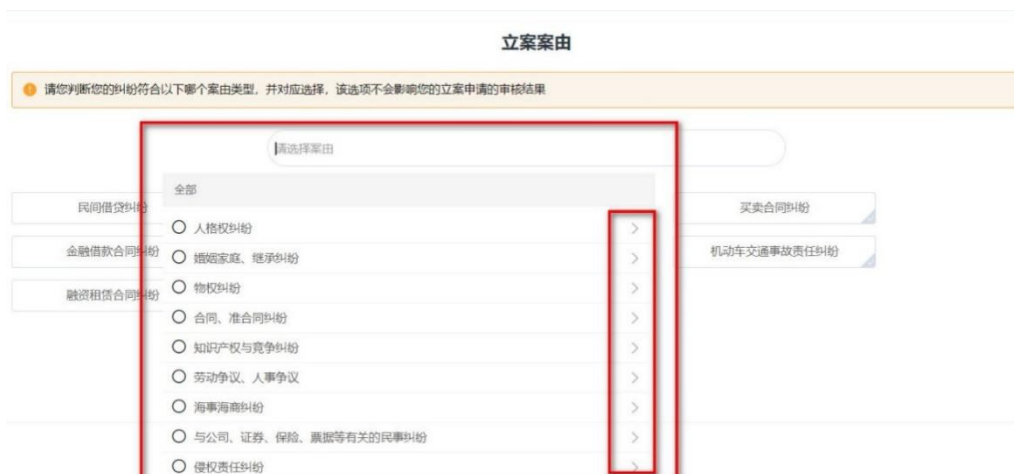 立案案由
请您判断您的纠纷符合以下哪个案由类型，并对应选择，该选项不会影响您的立案申请的审核结果
请选择案由
全部
民间借贷纠纷
买卖合同纠纷
人格权纠纷
金融借款合同纠纷
机动车交通事故责任纠纷
婚姻家庭、继承纠纷
融资租赁合同纠纷
物权纠纷
合同、准合同纠纷
知识产权与竞争纠纷
劳动争议、人事争议
海事海商纠纷
与公司、证券、保险、票据等有关的民事纠纷
侵权责任纠纷